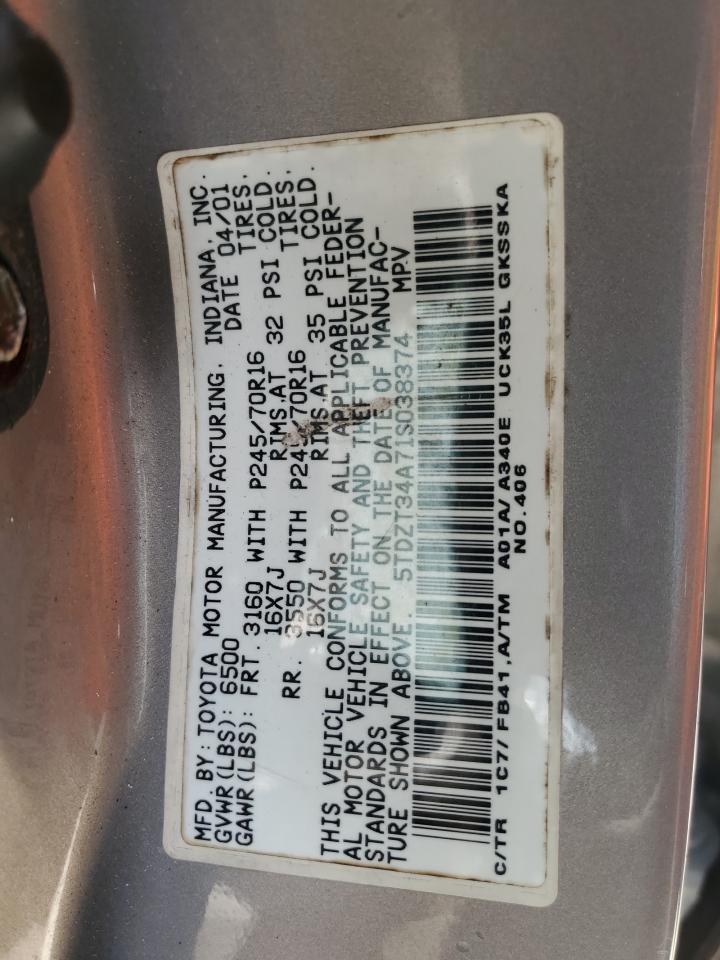 MFD. BY: TOYOTA MOTOR MANUFACTURING, INDIANA, INC.
GVWR(LBS): 6500 DATE 04/01
GAWR(LBS): FRT. 3160 WITH P245/70R16 TIRES,
16X7J RIMS,AT 32 PSI COLD.
RR. 3550 WITH P245/70R16 TIRES,
16X7J RIMS,AT 35 PSI COLD.
THIS VEHICLE CONFORMS TO ALL APPLICABLE FEDER-
AL MOTOR VEHICLE SAFETY AND THEFT PREVENTION
STANDARDS IN EFFECT ON THE DATE OF MANUFAC-
TURE SHOWN ABOVE. 5TDZT34A71S038374 MPV
C/TR 1C7/FB41,A/TM A01A/A340E UCK35L GKSSKA
NO.406